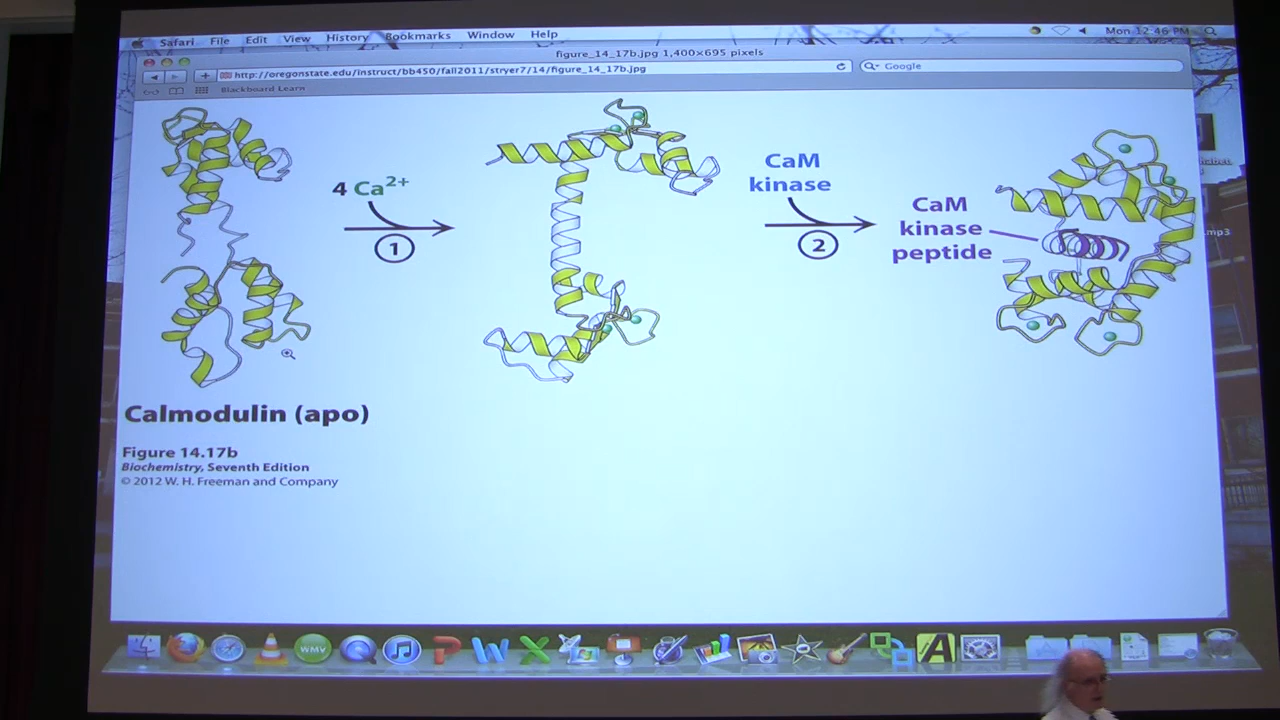 Safari File Edit View History Bookmarks Window Help Mon 12:46 PM
figure_14_17b.jpg 1,400×695 pixels
http://oregonstate.edu/instruct/bb450/fall2011/stryer7/14/figure_14_17b.jpg
Google
Blackboard Learn
4 Ca2+
1
CaM
kinase
2
CaM
kinase
peptide
.mp3
Calmodulin (apo)
Figure 14.17b
Biochemistry, Seventh Edition
© 2012 W. H. Freeman and Company
WMV